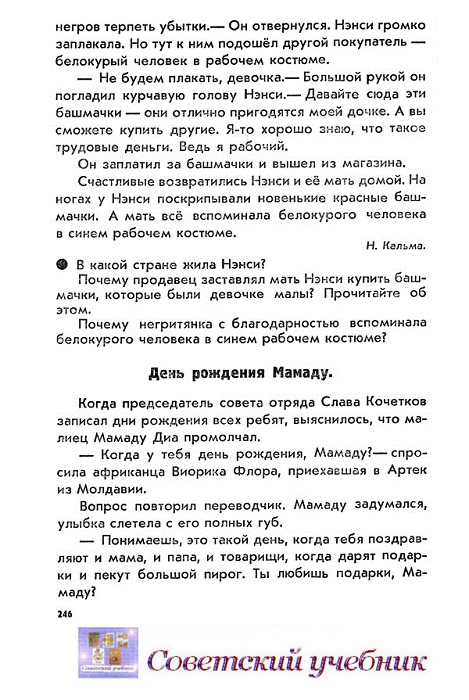 негров терпеть убытки.— Он отвернулся. Нэнси громко
заплакала. Но тут к ним подошёл другой покупатель —
белокурый человек в рабочем костюме.
— Не будем плакать, девочка.— Большой рукой он
погладил курчавую голову Нэнси.— Давайте сюда эти
башмачки — они отлично пригодятся моей дочке. А вы
сможете купить другие. Я-то хорошо знаю, что такое
трудовые деньги. Ведь я рабочий.
Он заплатил за башмачки и вышел из магазина.
Счастливые возвратились Нэнси и её мать домой. На
ногах у Нэнси поскрипывали новенькие красные баш-
мачки. А мать всё вспоминала белокурого человека
в синем рабочем костюме.
Н. Кальма.
● В какой стране жила Нэнси?
Почему продавец заставлял мать Нэнси купить баш-
мачки, которые были девочке малы? Прочитайте об
этом.
Почему негритянка с благодарностью вспоминала
белокурого человека в синем рабочем костюме?
День рождения Мамаду.
Когда председатель совета отряда Слава Кочетков
записал дни рождения всех ребят, выяснилось, что ма-
лиец Мамаду Диа промолчал.
— Когда у тебя день рождения, Мамаду?— спро-
сила африканца Виорика Флора, приехавшая в Артек
из Молдавии.
Вопрос повторил переводчик. Мамаду задумался,
улыбка слетела с его полных губ.
— Понимаешь, это такой день, когда тебя поздрав-
ляют и мама, и папа, и товарищи, когда дарят подар-
ки и пекут большой пирог. Ты любишь подарки, Ма-
маду?
246
Советский учебник